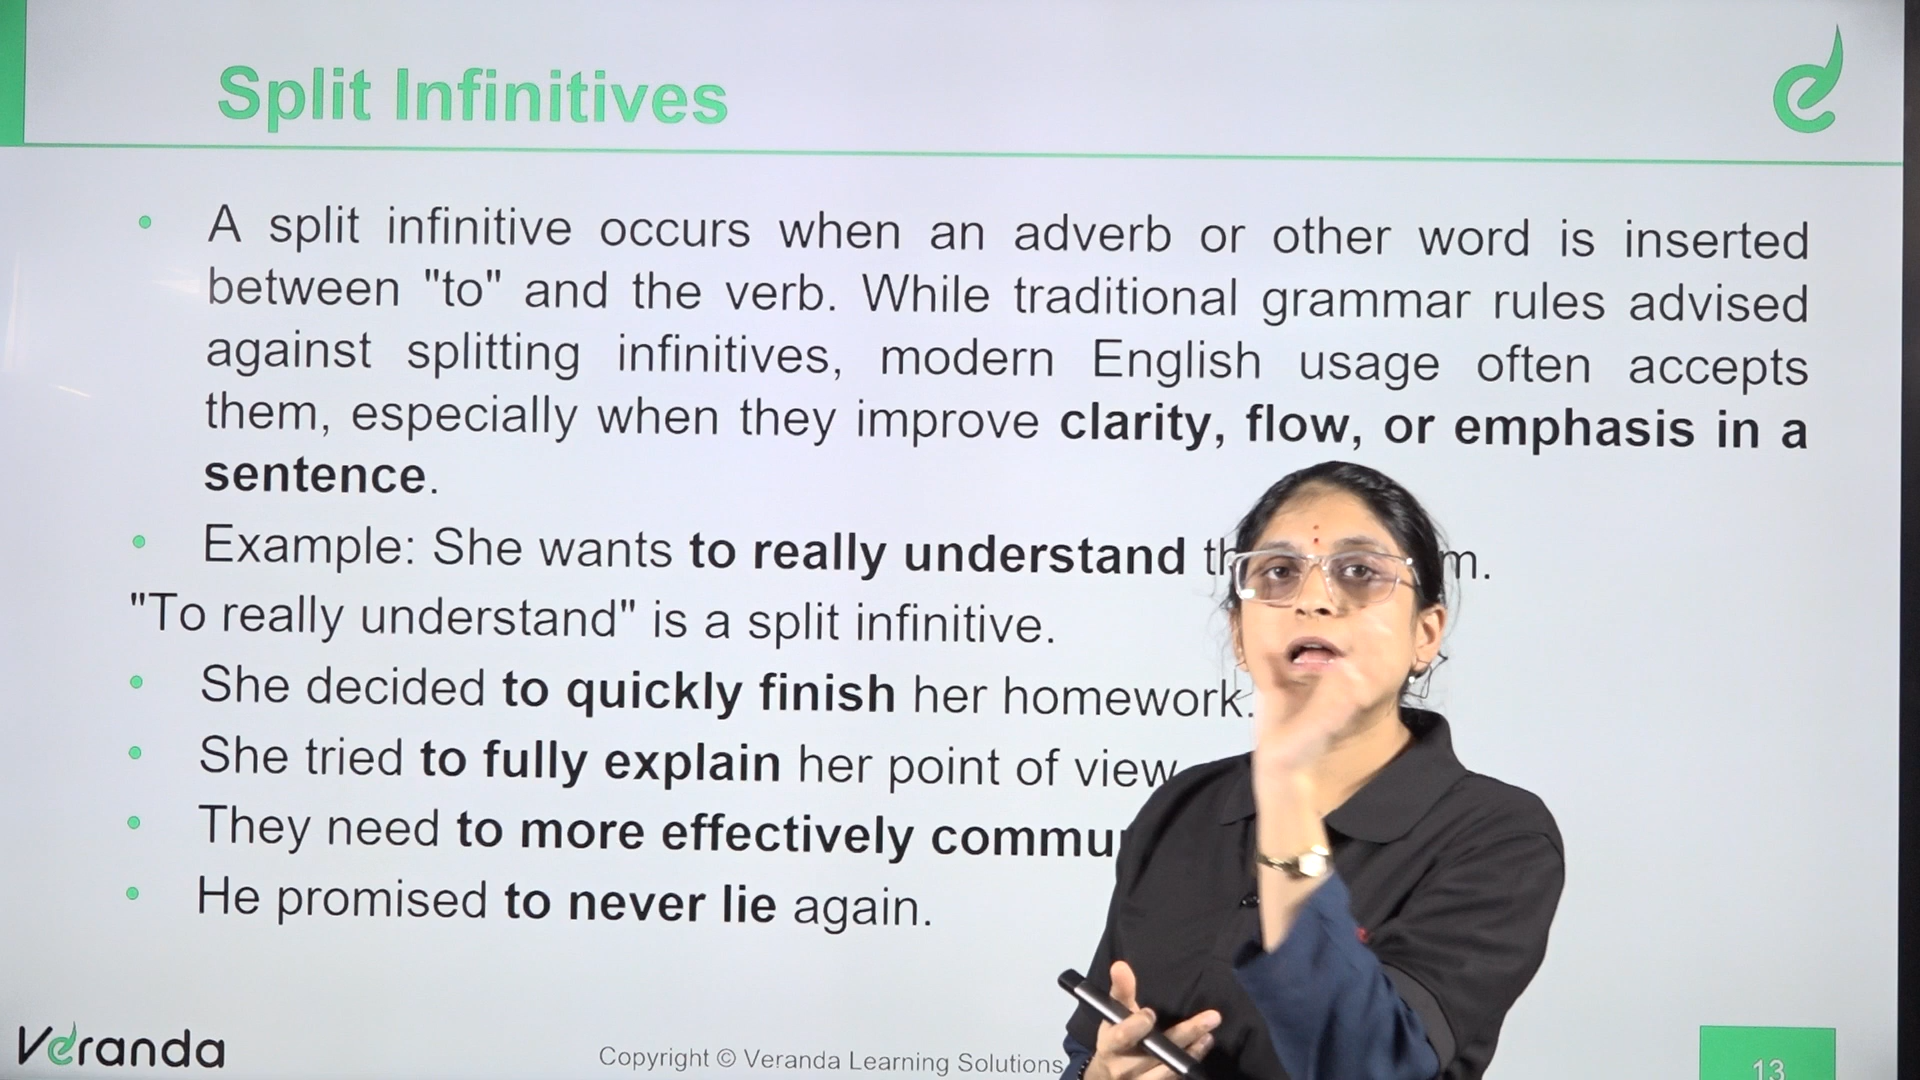 Split Infinitives
A split infinitive occurs when an adverb or other word is inserted
between "to" and the verb. While traditional grammar rules advised
against splitting infinitives, modern English usage often accepts
them, especially when they improve clarity, flow, or emphasis in a
sentence.
Example: She wants to really understand
"To really understand" is a split infinitive.
She decided to quickly finish her homework.
She tried to fully explain her point of view
They need to more effectively
He promised to never lie again.
Veranda
Copyright © Veranda Learning Solutions
13